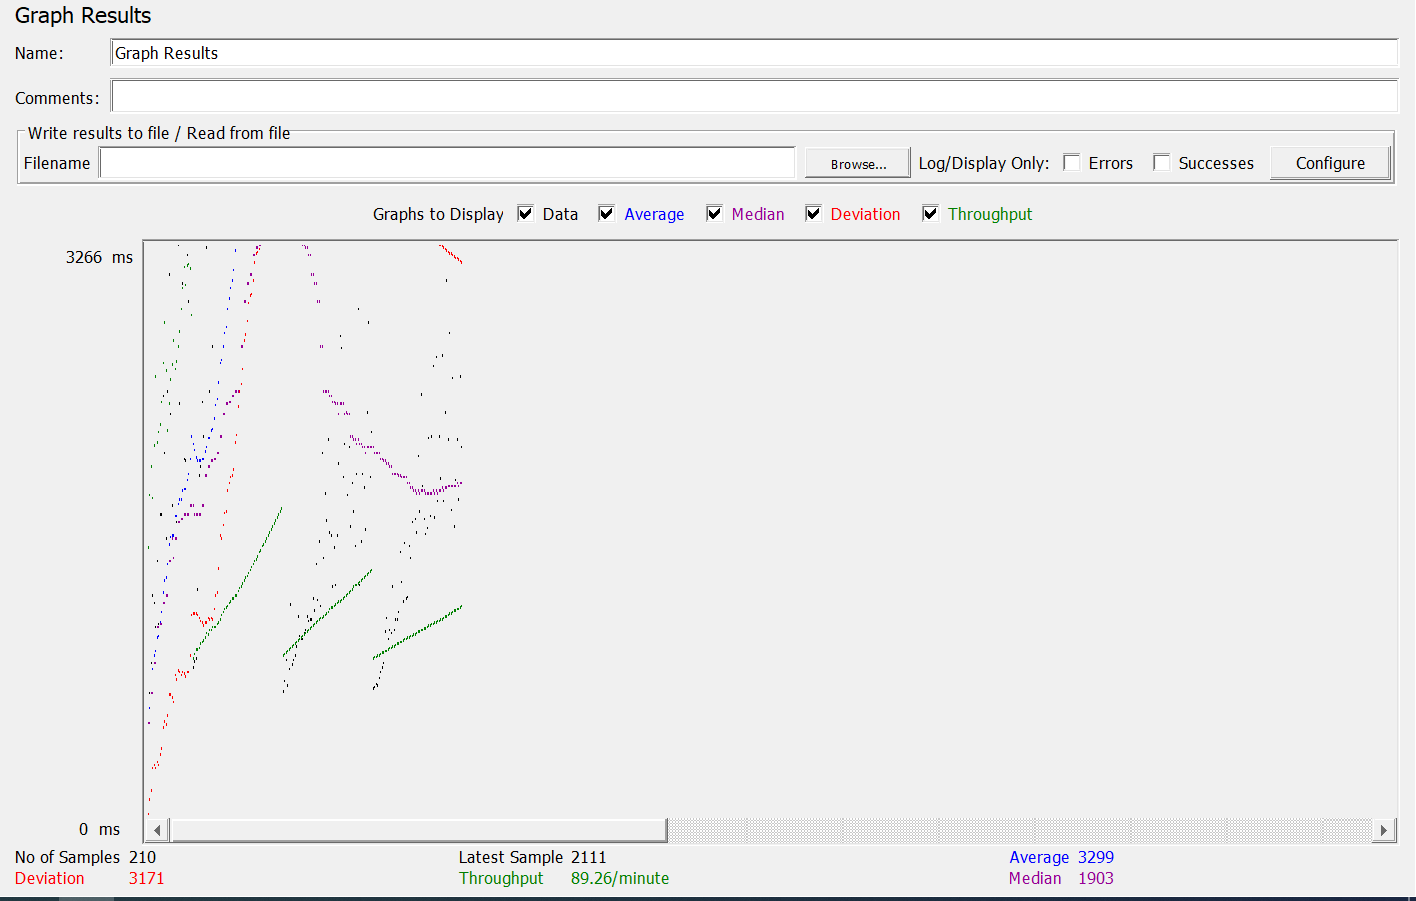 Graph Results
Name: Graph Results
Comments:
Write results to file / Read from file
Filename Browse... Log/Display Only: Errors Successes Configure
Graphs to Display Data Average Median Deviation Throughput
3266 ms
0 ms
No of Samples 210 Latest Sample 2111 Average 3299
Deviation 3171 Throughput 89.26/minute Median 1903